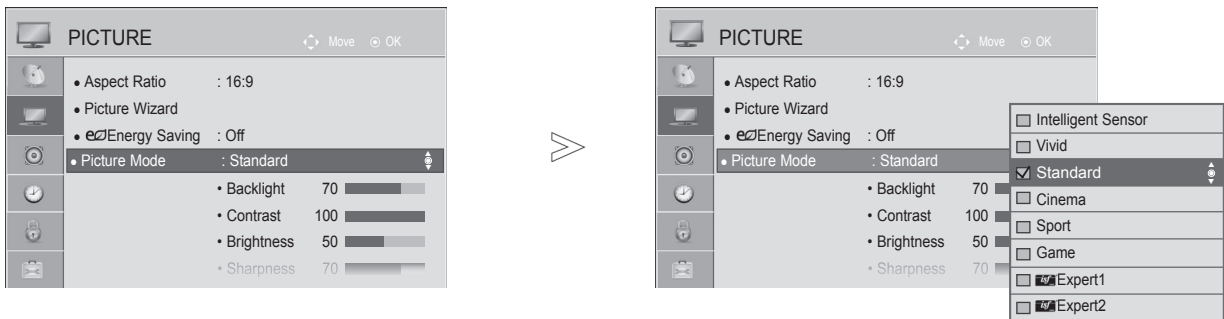 PICTURE
Move OK
• Aspect Ratio : 16:9
• Picture Wizard
• Energy Saving : Off
• Picture Mode : Standard
• Backlight 70
• Contrast 100
• Brightness 50
• Sharpness 70
PICTURE
Move OK
• Aspect Ratio : 16:9
• Picture Wizard
• Energy Saving : Off
• Picture Mode : Standard
• Backlight 70
• Contrast 100
• Brightness 50
• Sharpness 70
Intelligent Sensor
Vivid
Standard
Cinema
Sport
Game
Expert1
Expert2